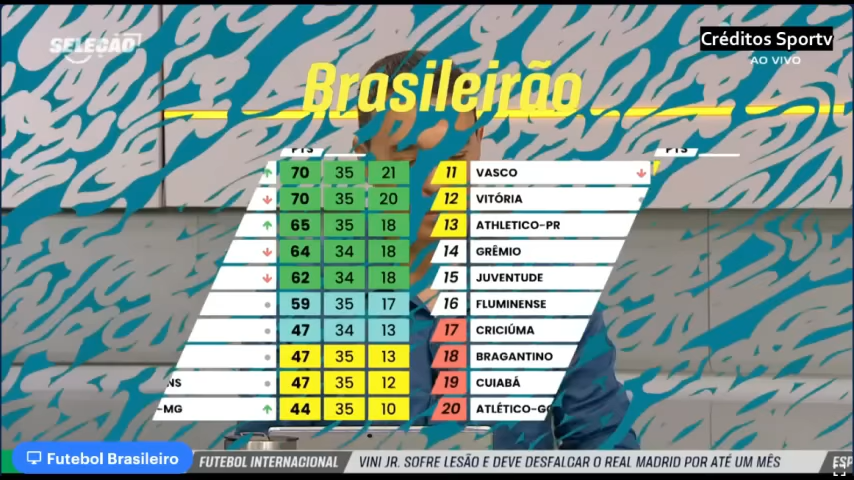 SELEÇÃO
Créditos Sportv
AO VIVO
Brasileirão
PTS
PTS
70 35 21 11 VASCO
70 35 20 12 VITÓRIA
65 35 18 13 ATHLETICO-PR
64 34 18 14 GRÊMIO
62 34 18 15 JUVENTUDE
59 35 17 16 FLUMINENSE
47 34 13 17 CRICIÚMA
47 35 13 18 BRAGANTINO
NS 47 35 12 19 CUIABÁ
-MG 44 35 10 20 ATLÉTICO-GO
Futebol Brasileiro
FUTEBOL INTERNACIONAL VINI JR. SOFRE LESÃO E DEVE DESFALCAR O REAL MADRID POR ATÉ UM MÊS ESP